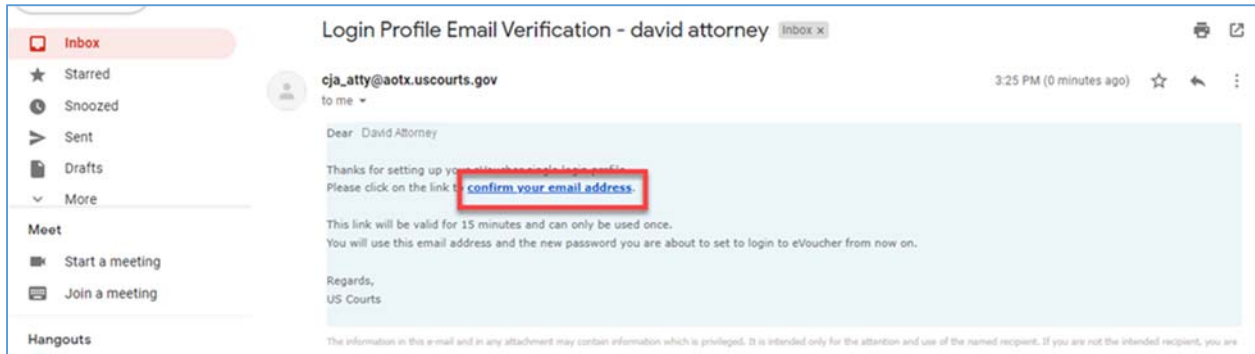 Login Profile Email Verification - david attorney Inbox x
Inbox
Starred
Snoozed
Sent
Drafts
More
Meet
Start a meeting
Join a meeting
Hangouts
cja_atty@aotx.uscourts.gov 3:25 PM (0 minutes ago)
to me
Dear David Attorney
Thanks for setting up your eVoucher single login profile.
Please click on the link to confirm your email address.
This link will be valid for 15 minutes and can only be used once.
You will use this email address and the new password you are about to set to login to eVoucher from now on.
Regards,
US Courts
The information in this e-mail and in any attachment may contain information which is privileged. It is intended only for the attention and use of the named recipient. If you are not the intended recipient, you are